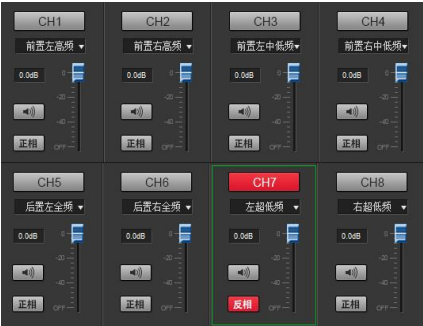 CH1 CH2 CH3 CH4
前置左高频 前置右高频 前置左中低频 前置右中低频
0.0dB 0 0.0dB 0 0.0dB 0 0.0dB 0
-20 -20 -20 -20
-40 -40 -40 -40
正相 OFF 正相 OFF 正相 OFF 正相 OFF
CH5 CH6 CH7 CH8
后置左全频 后置右全频 左超低频 右超低频
0.0dB 0 0.0dB 0 0.0dB 0 0.0dB 0
-20 -20 -20 -20
-40 -40 -40 -40
正相 OFF 正相 OFF 反相 OFF 正相 OFF